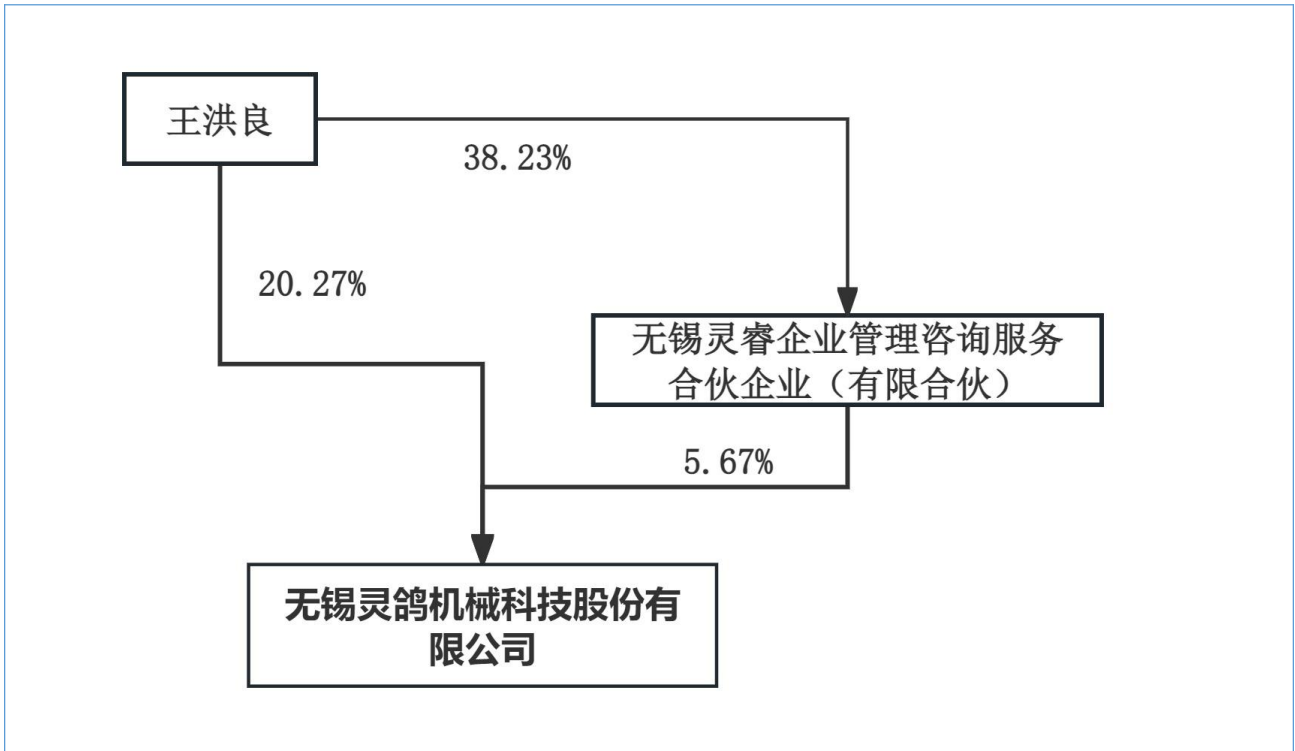 王洪良
38.23%
20.27%
无锡灵睿企业管理咨询服务
合伙企业（有限合伙）
5.67%
无锡灵鸽机械科技股份有
限公司